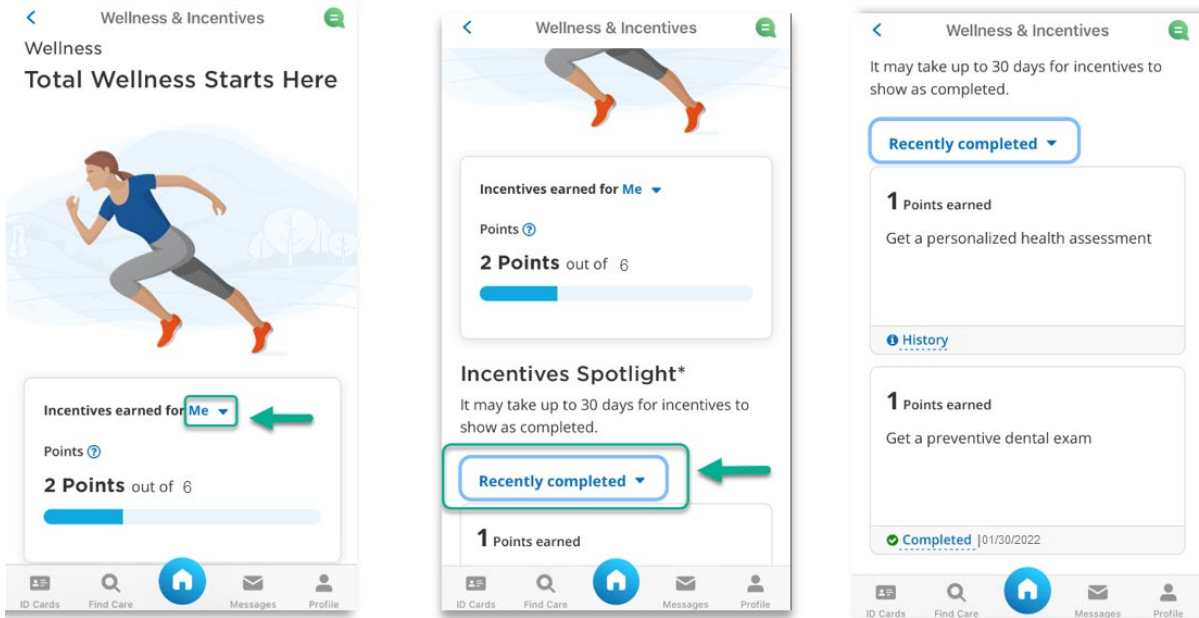 Wellness & Incentives
Wellness
Total Wellness Starts Here
Incentives earned for Me
Points ?
2 Points out of 6
ID Cards
Find Care
Messages
Profile
Wellness & Incentives
Incentives earned for Me
Points ?
2 Points out of 6
Incentives Spotlight*
It may take up to 30 days for incentives to
show as completed.
Recently completed
1 Points earned
ID Cards
Find Care
Messages
Profile
Wellness & Incentives
It may take up to 30 days for incentives to
show as completed.
Recently completed
1 Points earned
Get a personalized health assessment
History
1 Points earned
Get a preventive dental exam
Completed |01/30/2022
ID Cards
Find Care
Messages
Profile